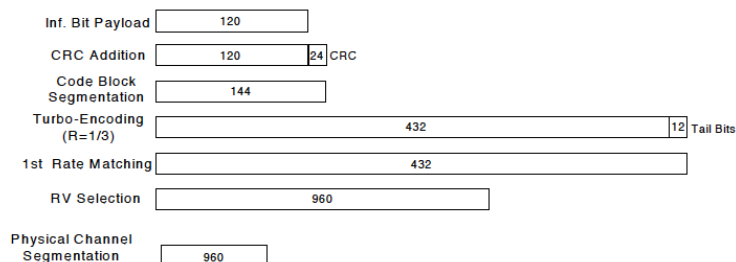 Inf. Bit Payload 120
CRC Addition 120 24 CRC
Code Block
Segmentation 144
Turbo-Encoding
(R=1/3) 432 12 Tail Bits
1st Rate Matching 432
RV Selection 960
Physical Channel
Segmentation 960